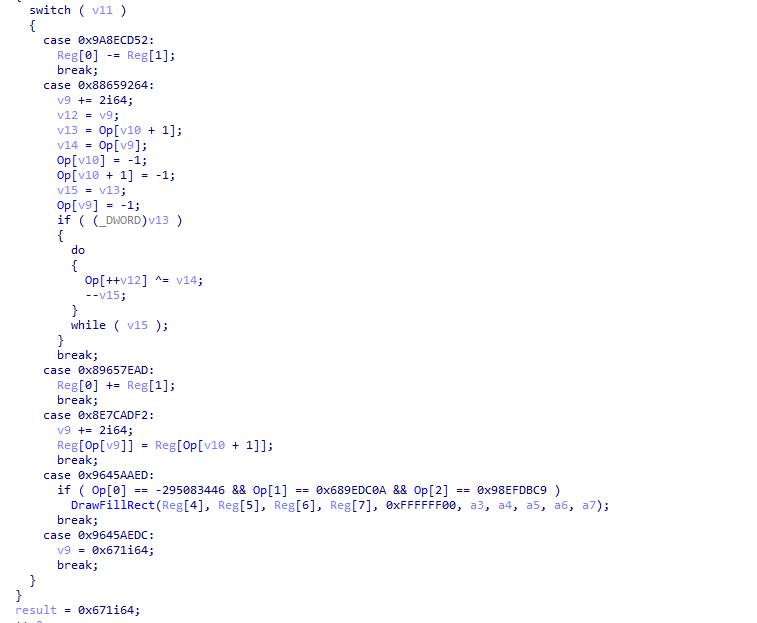 switch ( v11 )
{
case 0x9A8ECD52:
Reg[0] -= Reg[1];
break;
case 0x88659264:
v9 += 2i64;
v12 = v9;
v13 = Op[v10 + 1];
v14 = Op[v9];
Op[v10] = -1;
Op[v10 + 1] = -1;
v15 = v13;
Op[v9] = -1;
if ( (_DWORD)v13 )
{
do
{
Op[++v12] ^= v14;
--v15;
}
while ( v15 );
}
break;
case 0x89657EAD:
Reg[0] += Reg[1];
break;
case 0x8E7CADF2:
v9 += 2i64;
Reg[Op[v9]] = Reg[Op[v10 + 1]];
break;
case 0x9645AAED:
if ( Op[0] == -295083446 && Op[1] == 0x689EDC0A && Op[2] == 0x98EFDBC9 )
DrawFillRect(Reg[4], Reg[5], Reg[6], Reg[7], 0xFFFFFF00, a3, a4, a5, a6, a7);
break;
case 0x9645AEDC:
v9 = 0x671i64;
break;
}
}
result = 0x671i64;